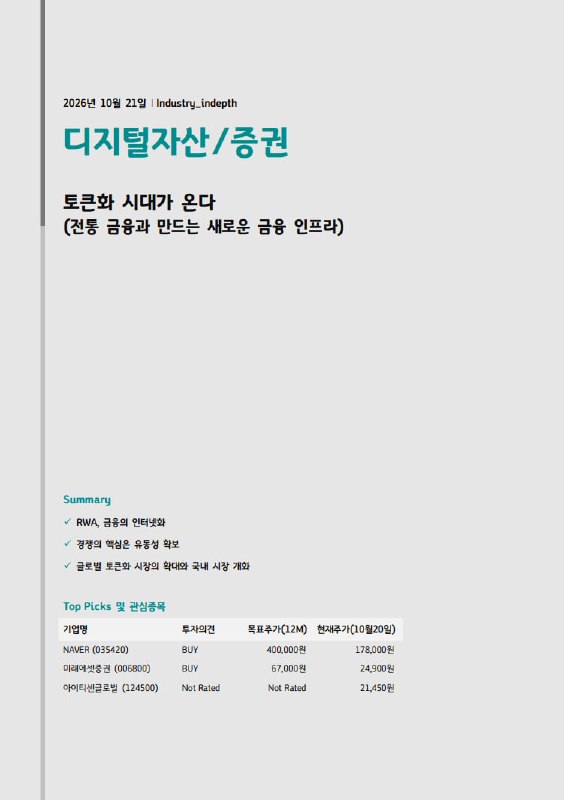 2026년 10월 21일 | Industry_indepth
디지털자산/증권
토큰화 시대가 온다
(전통 금융과 만드는 새로운 금융 인프라)
Summary
✓ RWA, 금융의 인터넷화
✓ 경쟁의 핵심은 유동성 확보
✓ 글로벌 토큰화 시장의 확대와 국내 시장 개화
Top Picks 및 관심종목
기업명 투자의견 목표주가(12M) 현재주가(10월20일)
NAVER (035420) BUY 400,000원 178,000원
미래에셋증권 (006800) BUY 67,000원 24,900원
아이티센글로벌 (124500) Not Rated Not Rated 21,450원